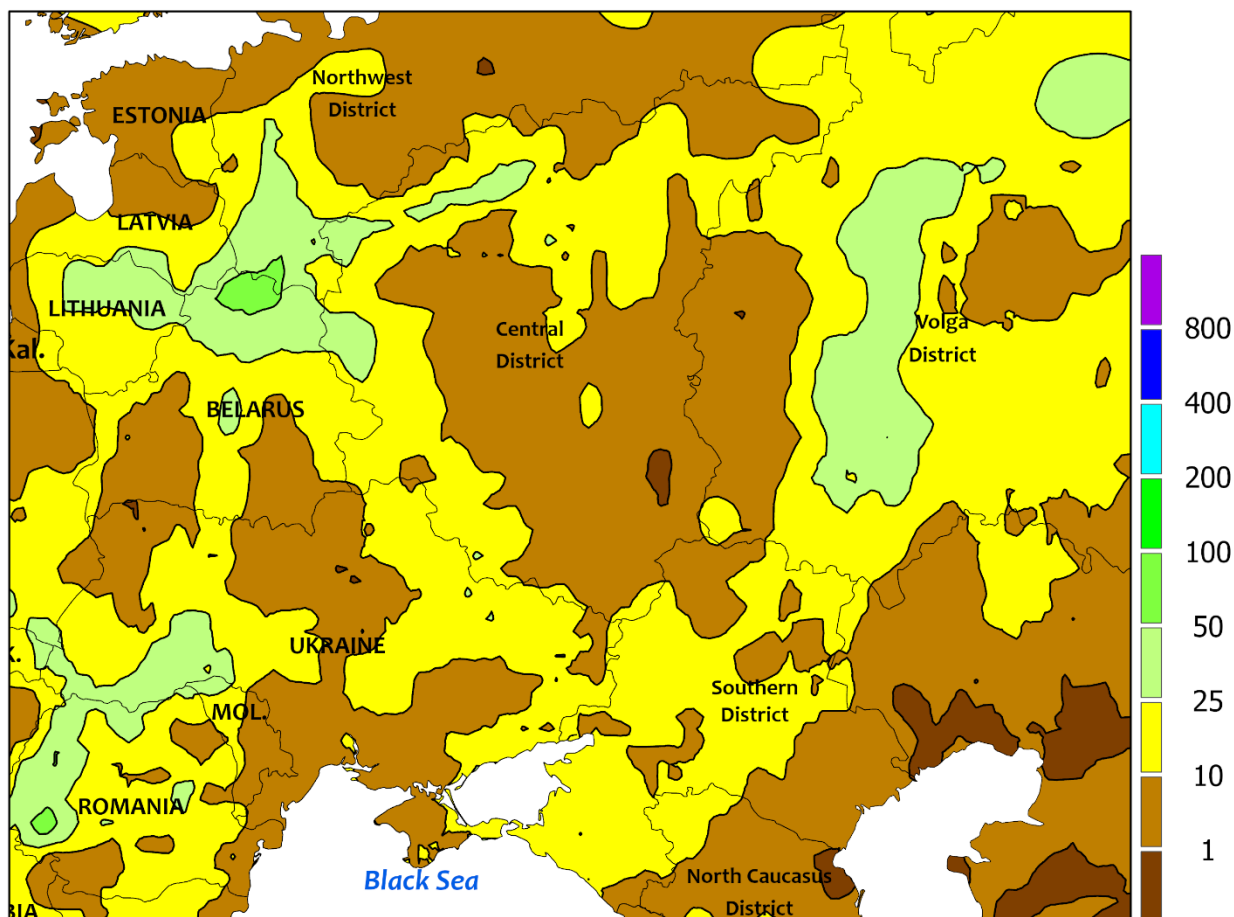 Northwest
District
ESTONIA
LATVIA
LITHUANIA
Kal.
Central
District
Volga
District
BELARUS
UKRAINE
K.
MOL.
Southern
District
ROMANIA
Black Sea
North Caucasus
District
BIA
800
400
200
100
50
25
10
1